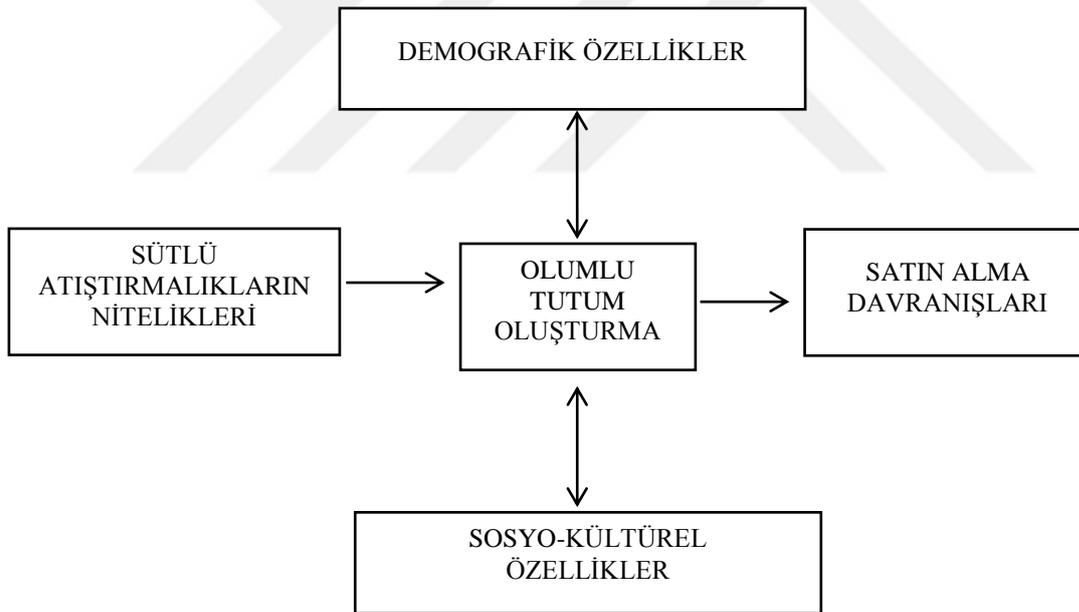 DEMOGRAFİK ÖZELLİKLER
SÜTLÜ
ATIŞTIRMALIKLARIN
NİTELİKLERİ
OLUMLU
TUTUM
OLUŞTURMA
SATIN ALMA
DAVRANIŞLARI
SOSYO-KÜLTÜREL
ÖZELLİKLER